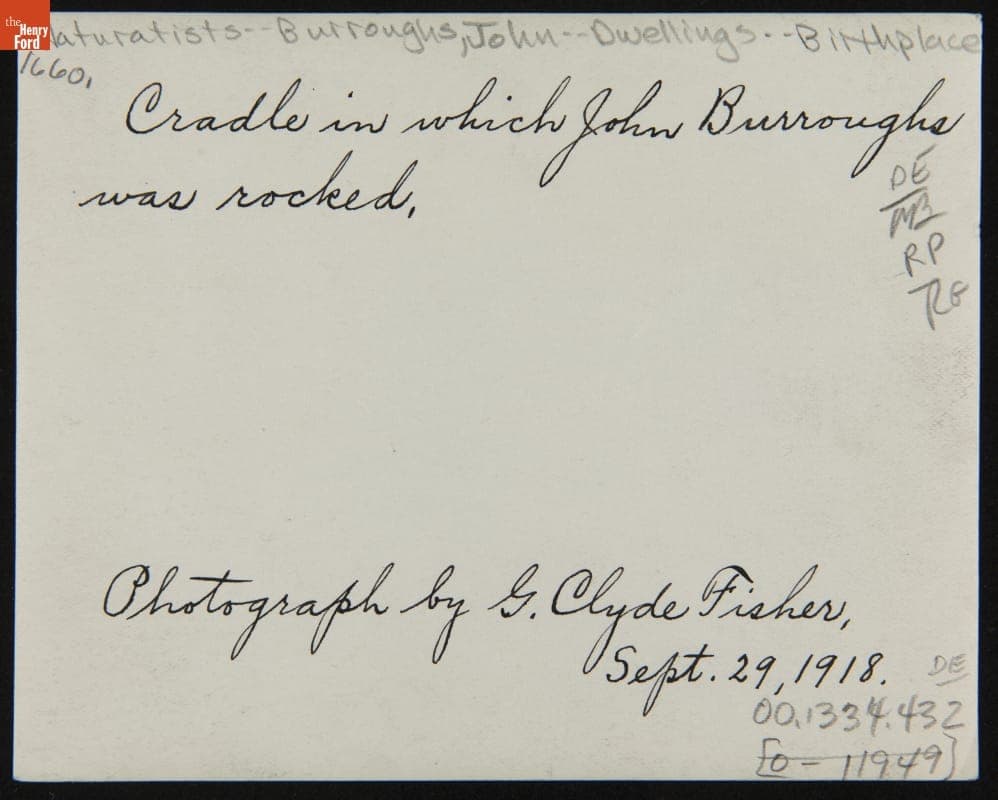 the
Henry
Ford
Naturatists--Burroughs, John--Dwellings--Birthplace
1660,
Cradle in which John Burroughs
was rocked.
DE
MB
RP
RE
Photograph by G. Clyde Fisher,
Sept. 29, 1918.
DE
00.1334.432
[0-11949]